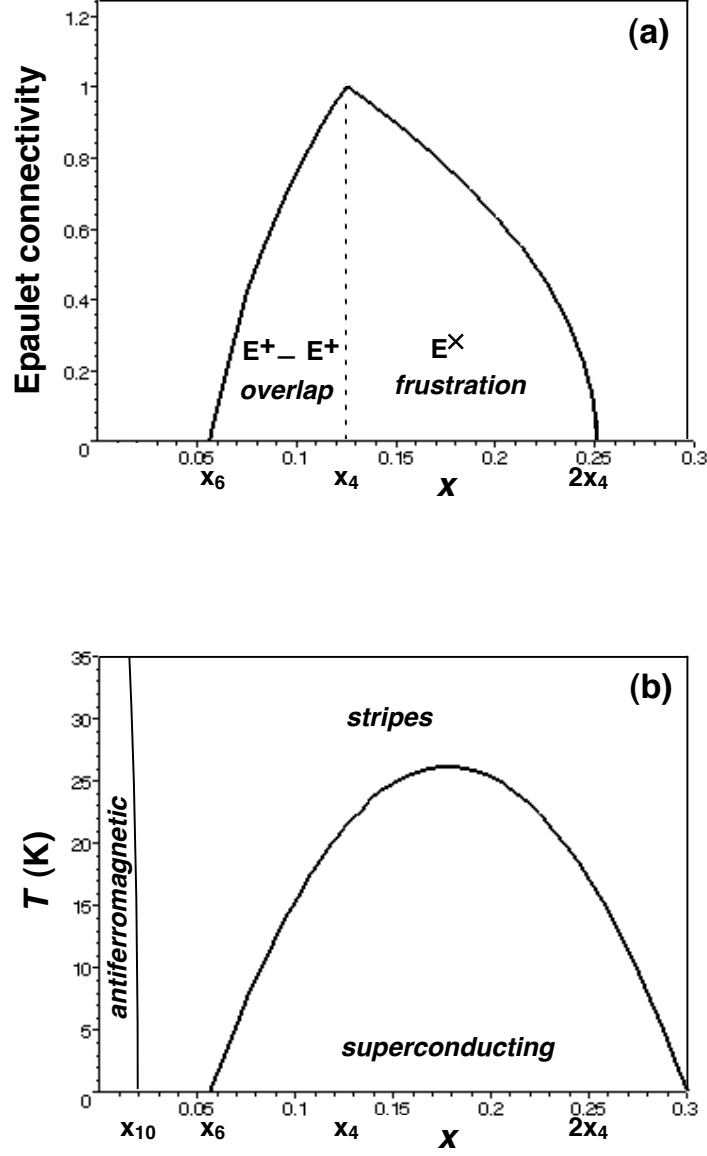 (a)
Epaulet connectivity
1.2
1
0.8
0.6
0.4
0.2
0
E+ – E+
overlap
E×
frustration
0 0.05 0.1 0.15 0.2 0.25 0.3
x6 x4 x 2x4
(b)
T (K)
35
30
25
20
15
10
5
0
stripes
antiferromagnetic
superconducting
0.05 0.1 0.15 0.2 0.25 0.3
x10 x6 x4 x 2x4